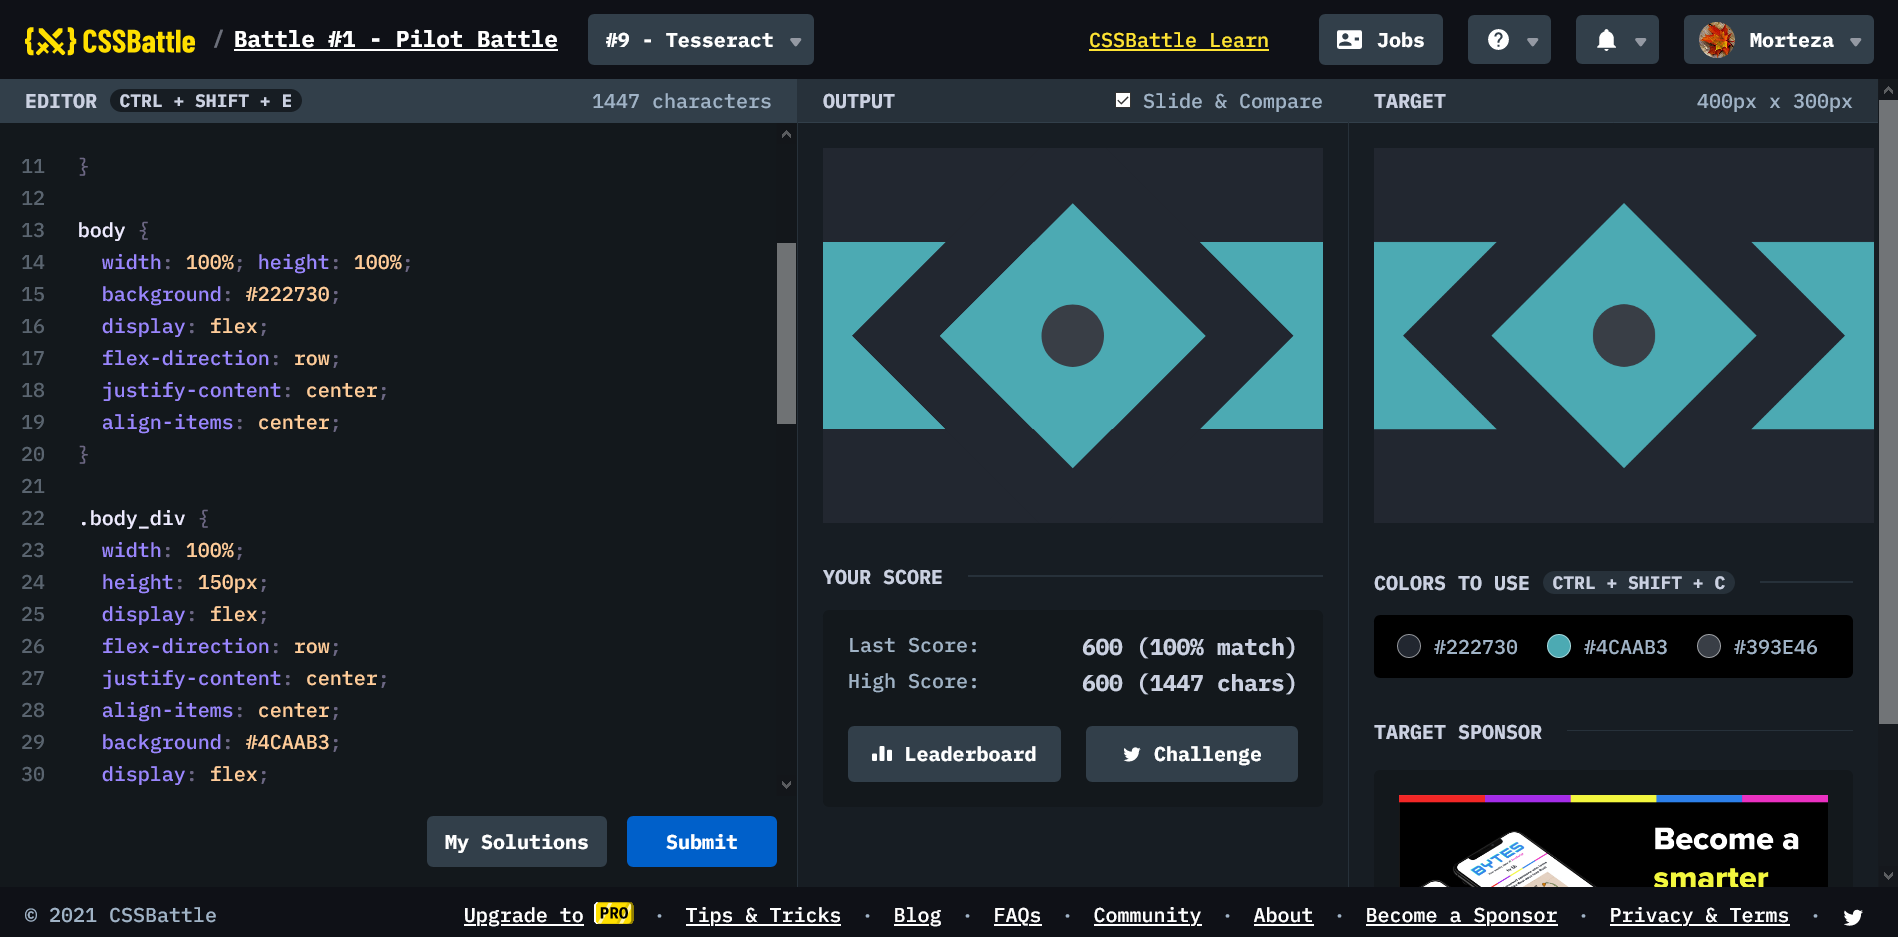 {X} CSSBattle / Battle #1 - Pilot Battle #9 - Tesseract CSSBattle Learn Jobs Morteza
EDITOR CTRL + SHIFT + E 1447 characters
11 }
12
13 body {
14 width: 100%; height: 100%;
15 background: #222730;
16 display: flex;
17 flex-direction: row;
18 justify-content: center;
19 align-items: center;
20 }
21
22 .body_div {
23 width: 100%;
24 height: 150px;
25 display: flex;
26 flex-direction: row;
27 justify-content: center;
28 align-items: center;
29 background: #4CAAB3;
30 display: flex;
My Solutions Submit
OUTPUT Slide & Compare
YOUR SCORE
Last Score: 600 (100% match)
High Score: 600 (1447 chars)
Leaderboard Challenge
TARGET 400px x 300px
COLORS TO USE CTRL + SHIFT + C
#222730 #4CAAB3 #393E46
TARGET SPONSOR
BYTES
Become a
smarter
© 2021 CSSBattle Upgrade to PRO · Tips & Tricks · Blog · FAQs · Community · About · Become a Sponsor · Privacy & Terms ·